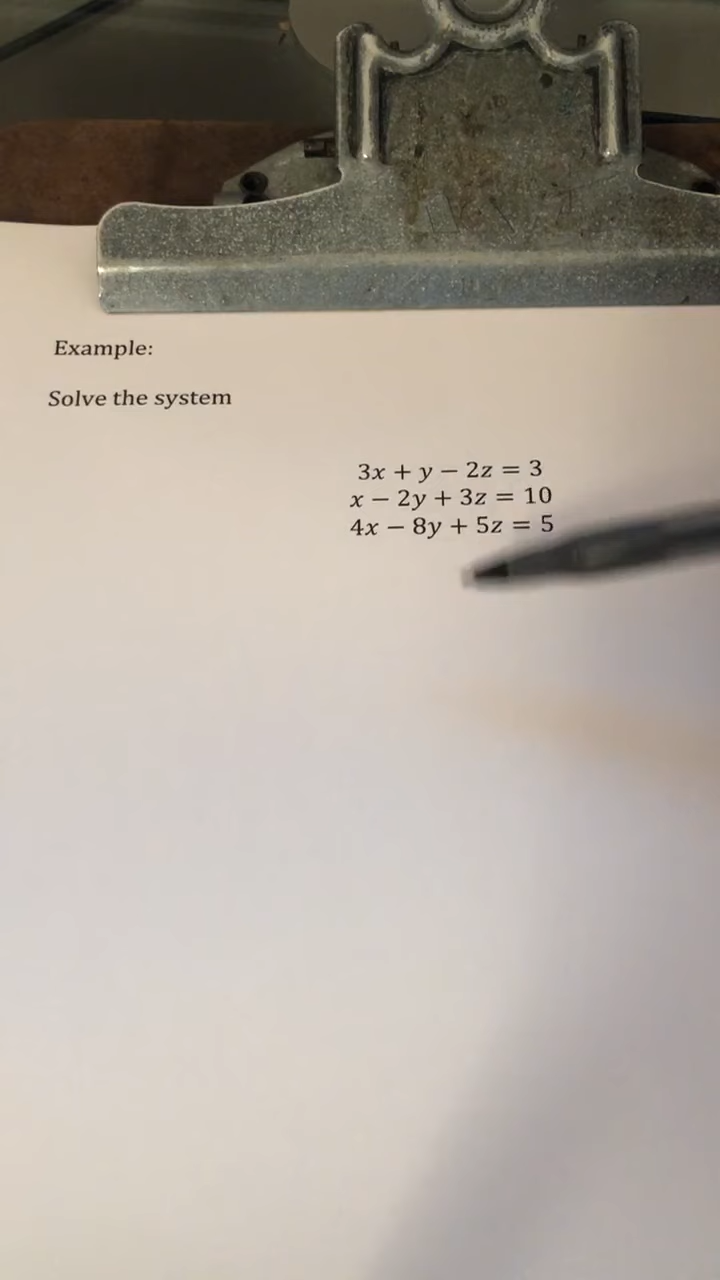 Example:
Solve the system
3x + y − 2z = 3
x − 2y + 3z = 10
4x − 8y + 5z = 5